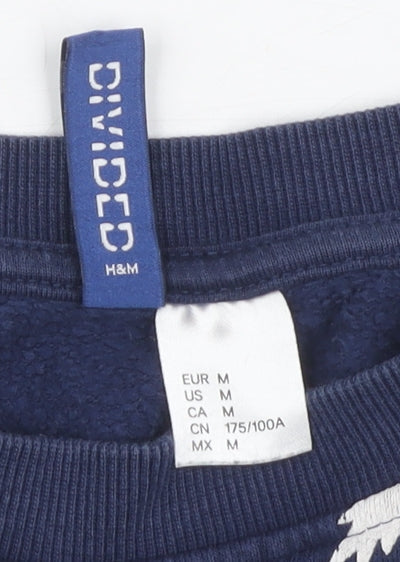 DIVIDED
H&M
EUR M
US M
CA M
CN 175/100A
MX M